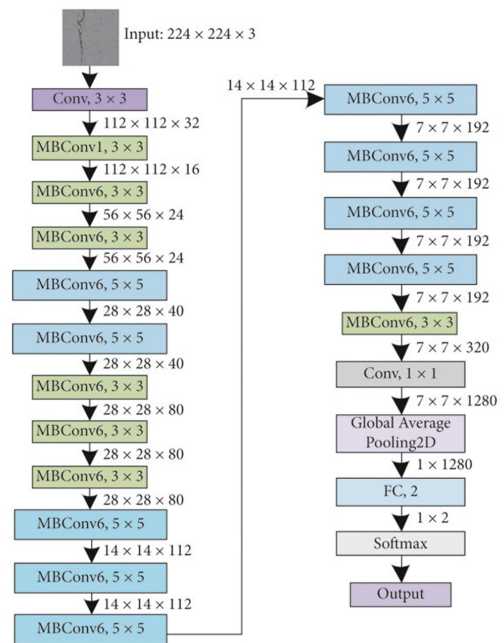 Input: 224 × 224 × 3
Conv, 3 × 3
112 × 112 × 32
MBConv1, 3 × 3
112 × 112 × 16
MBConv6, 3 × 3
56 × 56 × 24
MBConv6, 3 × 3
56 × 56 × 24
MBConv6, 5 × 5
28 × 28 × 40
MBConv6, 5 × 5
28 × 28 × 40
MBConv6, 3 × 3
28 × 28 × 80
MBConv6, 3 × 3
28 × 28 × 80
MBConv6, 3 × 3
28 × 28 × 80
MBConv6, 5 × 5
14 × 14 × 112
MBConv6, 5 × 5
14 × 14 × 112
MBConv6, 5 × 5
14 × 14 × 112
MBConv6, 5 × 5
7 × 7 × 192
MBConv6, 5 × 5
7 × 7 × 192
MBConv6, 5 × 5
7 × 7 × 192
MBConv6, 5 × 5
7 × 7 × 192
MBConv6, 3 × 3
7 × 7 × 320
Conv, 1 × 1
7 × 7 × 1280
Global Average
Pooling2D
1 × 1280
FC, 2
1 × 2
Softmax
Output